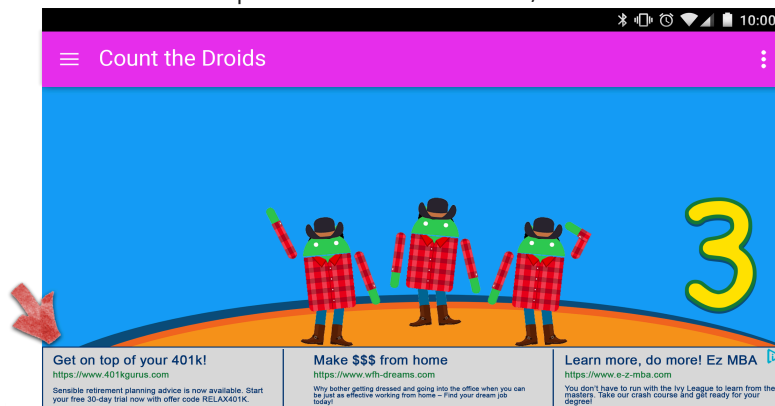 10:00
Count the Droids
3
Get on top of your 401k!
https://www.401kgurus.com
Sensible retirement planning advice is now available. Start
your free 30-day trial now with offer code RELAX401K.
Make $$$ from home
https://www.wfh-dreams.com
Why bother getting dressed and going into the office when you can
be just as effective working from home – Find your dream job
today!
Learn more, do more! Ez MBA
https://www.e-z-mba.com
You don't have to run with the Ivy League to learn from the
masters. Take our crash course and get ready for your
degree!